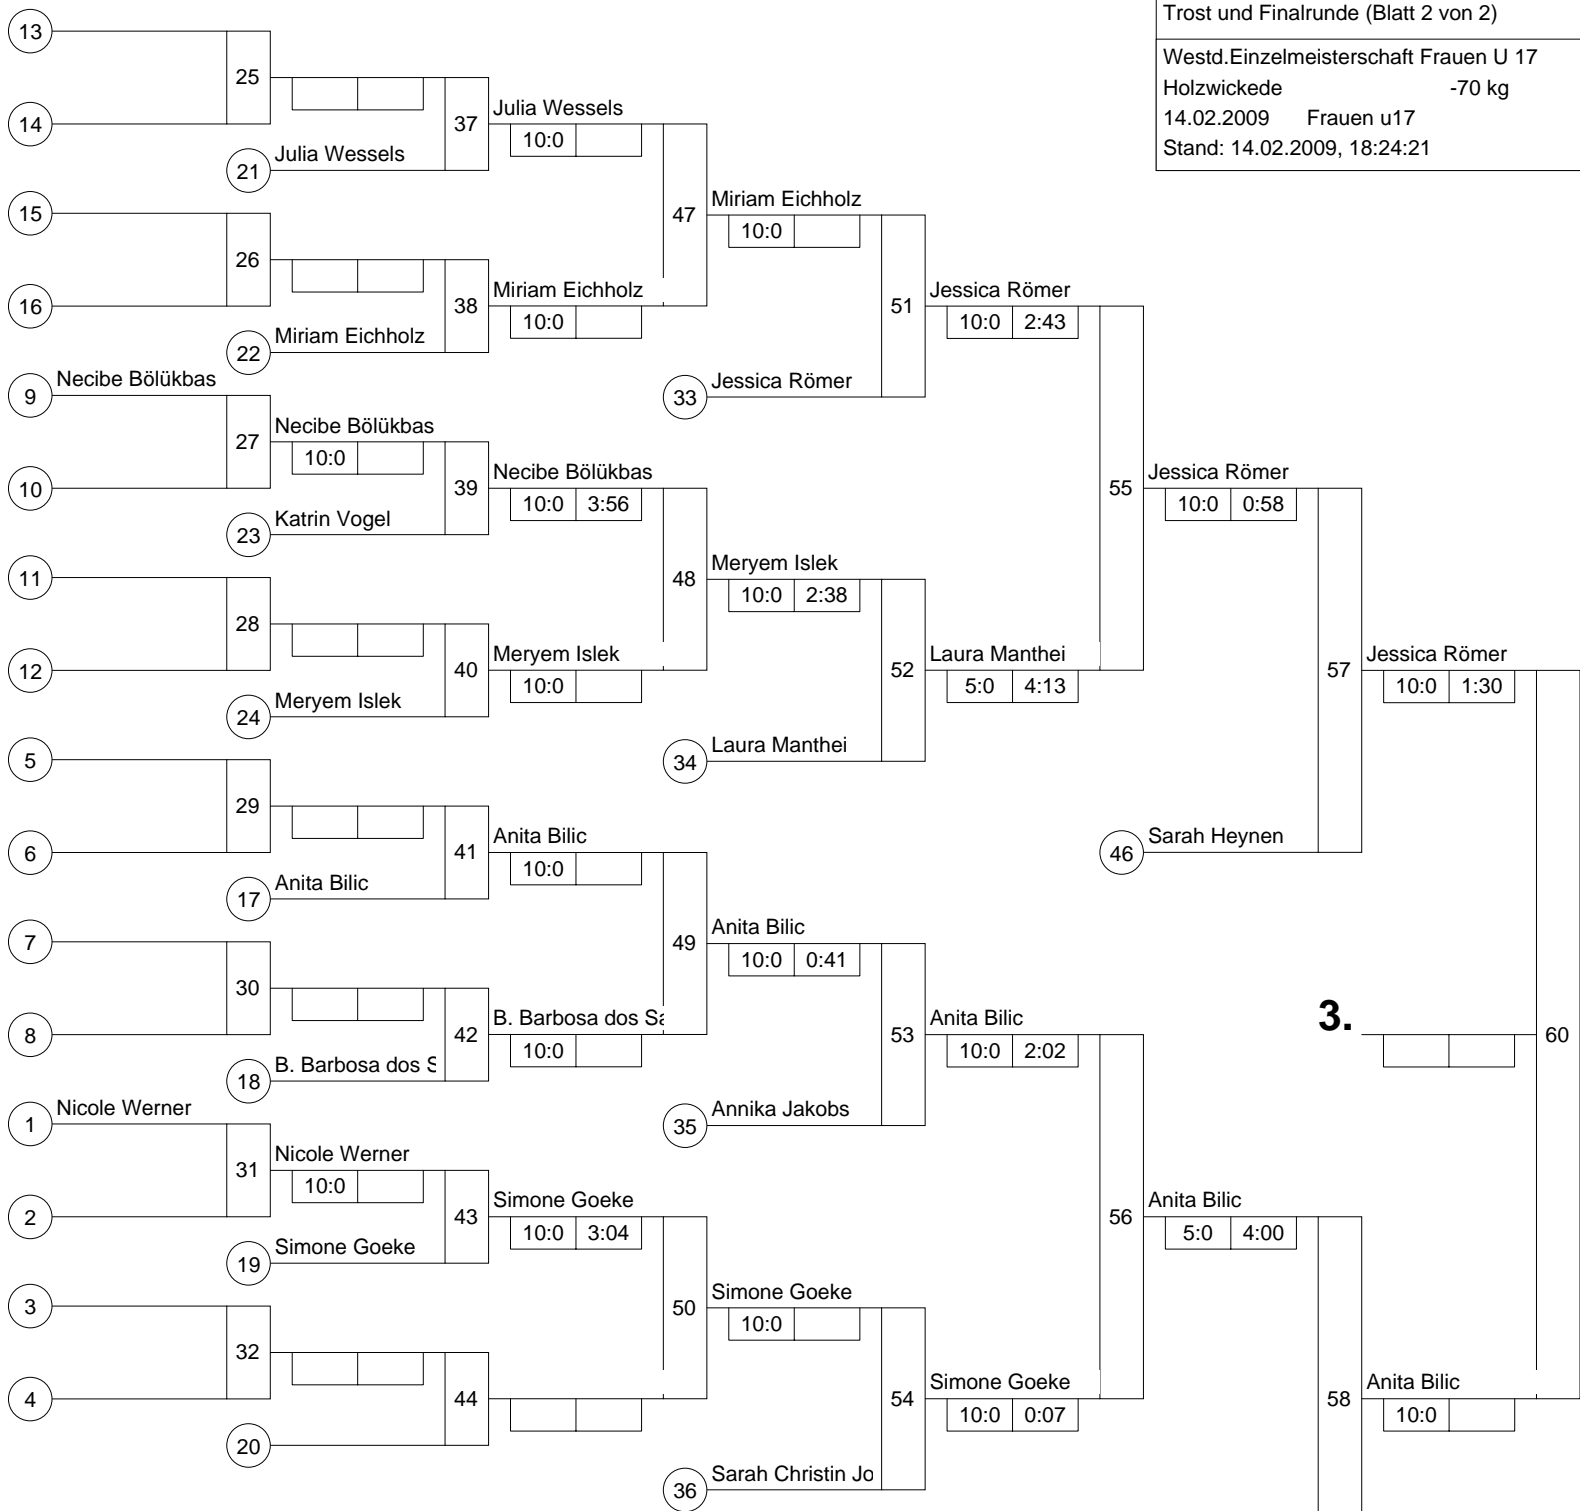 Trost und Finalrunde (Blatt 2 von 2)
Westd.Einzelmeisterschaft Frauen U 17
Holzwickede -70 kg
14.02.2009 Frauen u17
Stand: 14.02.2009, 18:24:21
13
25
14
37
Julia Wessels
10:0
21
Julia Wessels
15
47
Miriam Eichholz
10:0
26
16
38
Miriam Eichholz
10:0
51
Jessica Römer
10:0 2:43
22
Miriam Eichholz
9
Necibe Bölükbas
33
Jessica Römer
27
Necibe Bölükbas
10:0
10
39
Necibe Bölükbas
10:0 3:56
55
Jessica Römer
10:0 0:58
23
Katrin Vogel
11
48
Meryem Islek
10:0 2:38
28
12
40
Meryem Islek
10:0
52
Laura Manthei
5:0 4:13
57
Jessica Römer
10:0 1:30
24
Meryem Islek
5
34
Laura Manthei
29
6
41
Anita Bilic
10:0
46
Sarah Heynen
17
Anita Bilic
7
49
Anita Bilic
10:0 0:41
30
8
42
B. Barbosa dos Sa
10:0
53
Anita Bilic
10:0 2:02
3.
60
18
B. Barbosa dos S
1
Nicole Werner
35
Annika Jakobs
31
Nicole Werner
10:0
2
43
Simone Goeke
10:0 3:04
56
Anita Bilic
5:0 4:00
19
Simone Goeke
3
50
Simone Goeke
10:0
32
4
44
54
Simone Goeke
10:0 0:07
58
Anita Bilic
10:0
20
36
Sarah Christin Jo